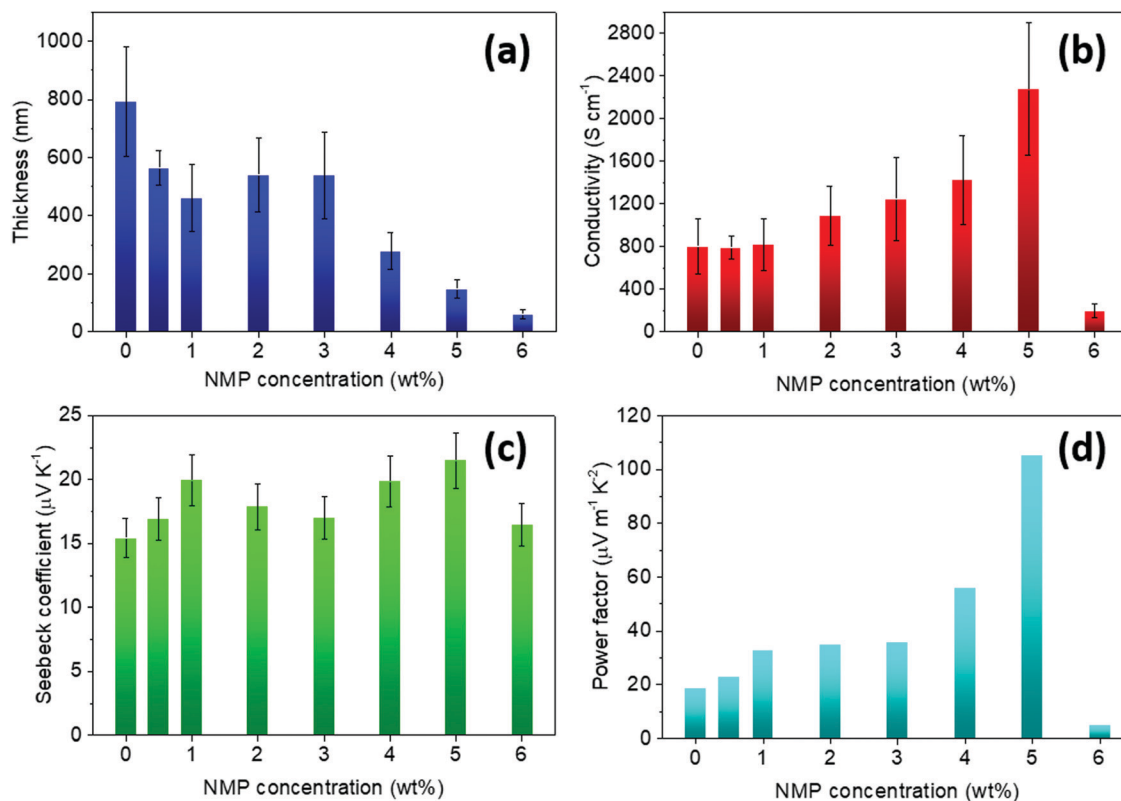 (a)
Thickness (nm)
1000
800
600
400
200
0
0 1 2 3 4 5 6
NMP concentration (wt%)
(b)
Conductivity (S cm⁻¹)
2800
2400
2000
1600
1200
800
400
0
0 1 2 3 4 5 6
NMP concentration (wt%)
(c)
Seebeck coefficient (μV K⁻¹)
25
20
15
10
5
0
0 1 2 3 4 5 6
NMP concentration (wt%)
(d)
Power factor (μV m⁻¹ K⁻²)
120
100
80
60
40
20
0
0 1 2 3 4 5 6
NMP concentration (wt%)